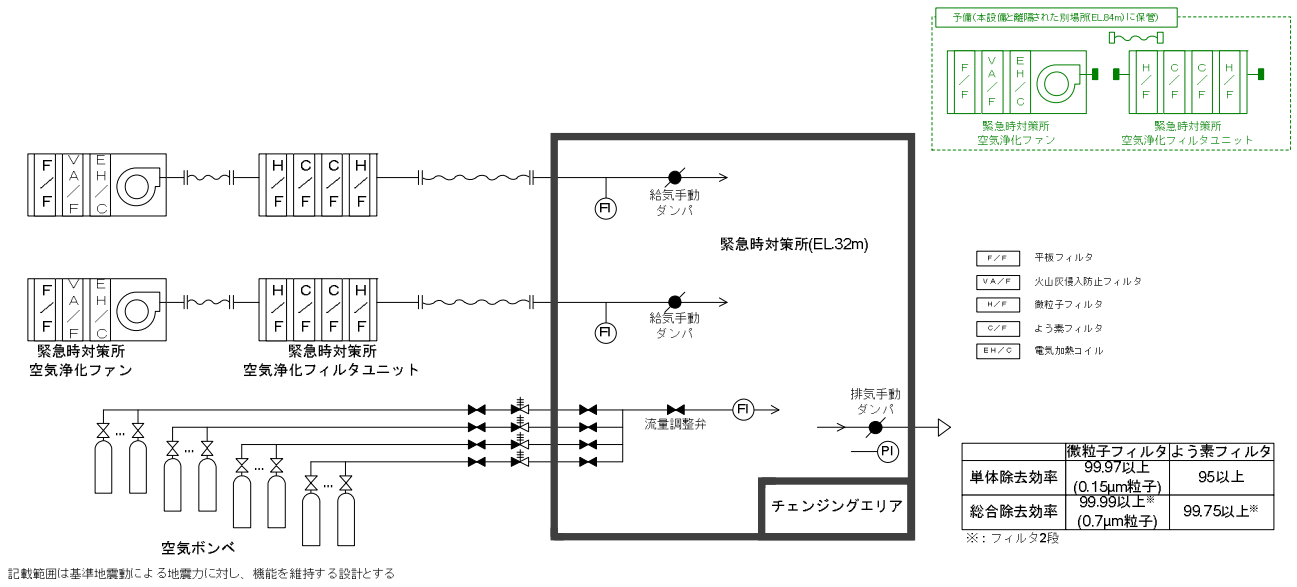 予備(本設備と離隔された別場所(EL.84m)に保管)
F/F
VA/F
EH/C
H/F
C/F
C/F
H/F
緊急時対策所
空気浄化ファン
緊急時対策所
空気浄化フィルタユニット
F/F
VA/F
EH/C
H/F
C/F
C/F
H/F
FI
給気手動
ダンパ
緊急時対策所(EL.32m)
F/F
VA/F
EH/C
H/F
C/F
C/F
H/F
FI
給気手動
ダンパ
緊急時対策所
空気浄化ファン
緊急時対策所
空気浄化フィルタユニット
F/F 平板フィルタ
VA/F 火山灰侵入防止フィルタ
H/F 微粒子フィルタ
C/F よう素フィルタ
EH/C 電気加熱コイル
...
...
...
...
流量調整弁
FI
排気手動
ダンパ
PI
チェンジングエリア
空気ボンベ
微粒子フィルタ よう素フィルタ
単体除去効率 99.97以上
(0.15μm粒子) 95以上
総合除去効率 99.99以上※
(0.7μm粒子) 99.75以上※
※：フィルタ2段
記載範囲は基準地震動による地震力に対し、機能を維持する設計とする